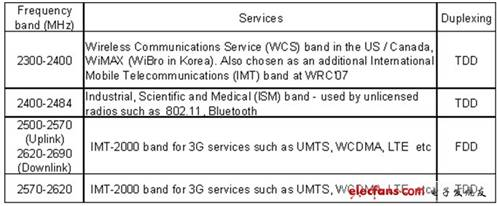 Frequency band (MHz) Services Duplexing
2300-2400 Wireless Communications Service (WCS) band in the US / Canada, WiMAX (WiBro in Korea). Also chosen as an additional International Mobile Telecommunications (IMT) band at WRC'07 TDD
2400-2484 Industrial, Scientific and Medical (ISM) band - used by unlicensed radios such as 802.11, Bluetooth TDD
2500-2570 (Uplink) 2620-2690 (Downlink) IMT-2000 band for 3G services such as UMTS, WCDMA, LTE etc FDD
2570-2620 IMT-2000 band for 3G services such as UMTS, WCDMA, LTE etc TDD
elecfans.com 电子发烧友